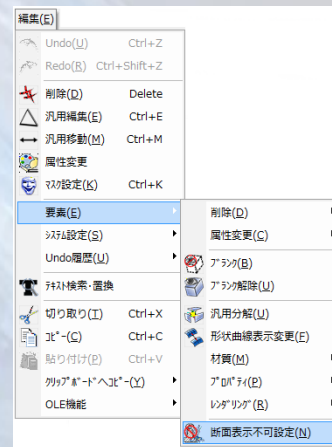 編集(E)
Undo(U) Ctrl+Z
Redo(R) Ctrl+Shift+Z
削除(D) Delete
汎用編集(E) Ctrl+E
汎用移動(M) Ctrl+M
属性変更
ﾏｽｸ設定(K) Ctrl+K
要素(E)
ｼｽﾃﾑ設定(S)
Undo履歴(U)
ﾃｷｽﾄ検索・置換
切り取り(T) Ctrl+X
ｺﾋﾟｰ(C) Ctrl+C
貼り付け(P) Ctrl+V
ｸﾘｯﾌﾟﾎﾞｰﾄﾞへｺﾋﾟｰ(Y)
OLE機能
削除(D)
属性変更(C)
ﾌﾞﾗﾝｸ(B)
ﾌﾞﾗﾝｸ解除(U)
汎用分解(U)
形状曲線表示変更(F)
材質(M)
ﾌﾟﾛﾊﾟﾃｨ(P)
ﾚﾝﾀﾞﾘﾝｸﾞ(R)
断面表示不可設定(N)